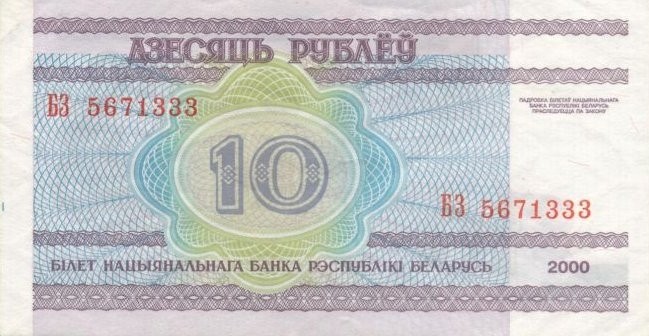 ДЗЕСЯЦЬ РУБЛЁЎ
БЗ 5671333
ПАДРОБКА БІЛЕТАЎ НАЦЫЯНАЛЬНАГА
БАНКА РЭСПУБЛІКІ БЕЛАРУСЬ
ПРАСЛЕДУЕЦЦА ПА ЗАКОНУ
10
БЗ 5671333
БІЛЕТ НАЦЫЯНАЛЬНАГА БАНКА РЭСПУБЛІКІ БЕЛАРУСЬ 2000